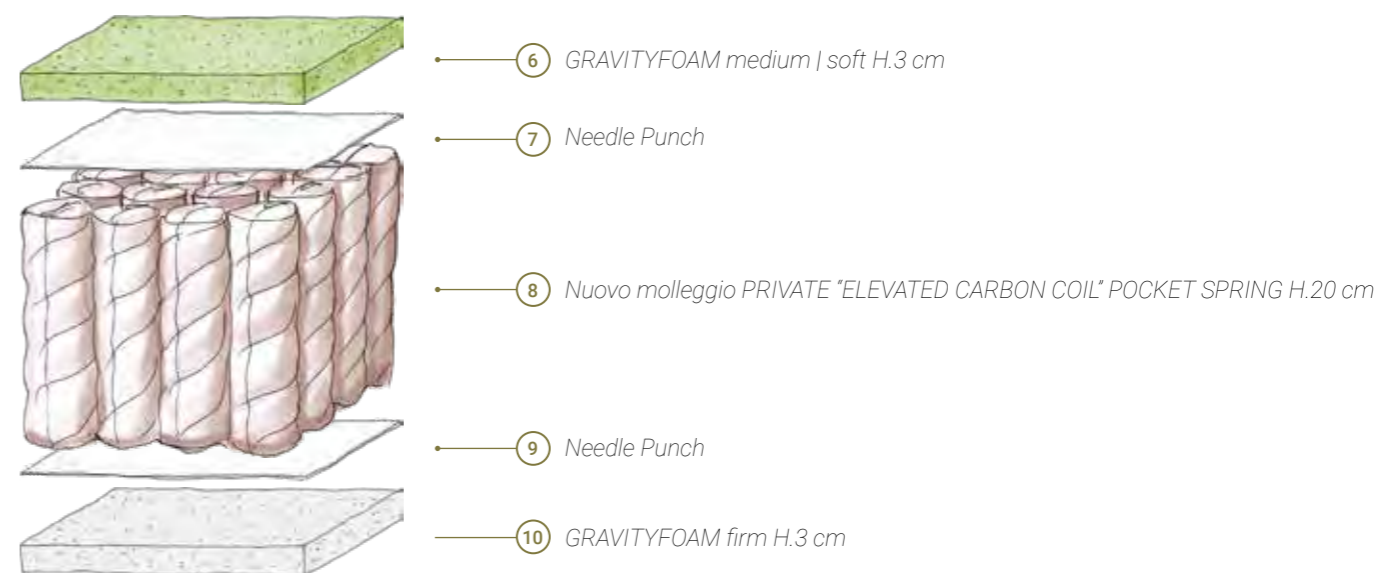 6 GRAVITYFOAM medium | soft H.3 cm
7 Needle Punch
8 Nuovo molleggio PRIVATE "ELEVATED CARBON COIL" POCKET SPRING H.20 cm
9 Needle Punch
10 GRAVITYFOAM firm H.3 cm